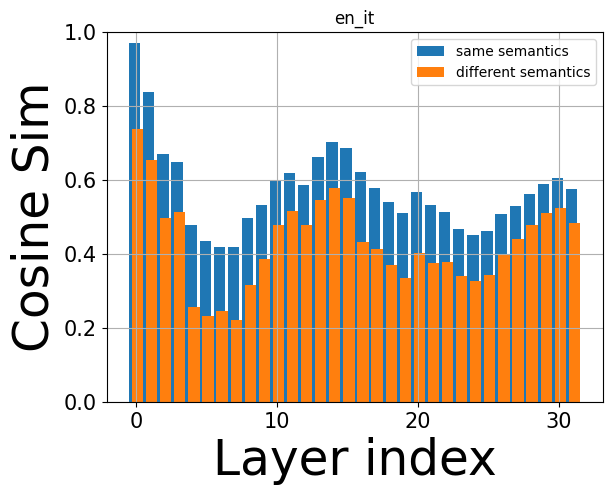 en_it
same semantics
different semantics
Cosine Sim
1.0
0.8
0.6
0.4
0.2
0.0
0 10 20 30
Layer index